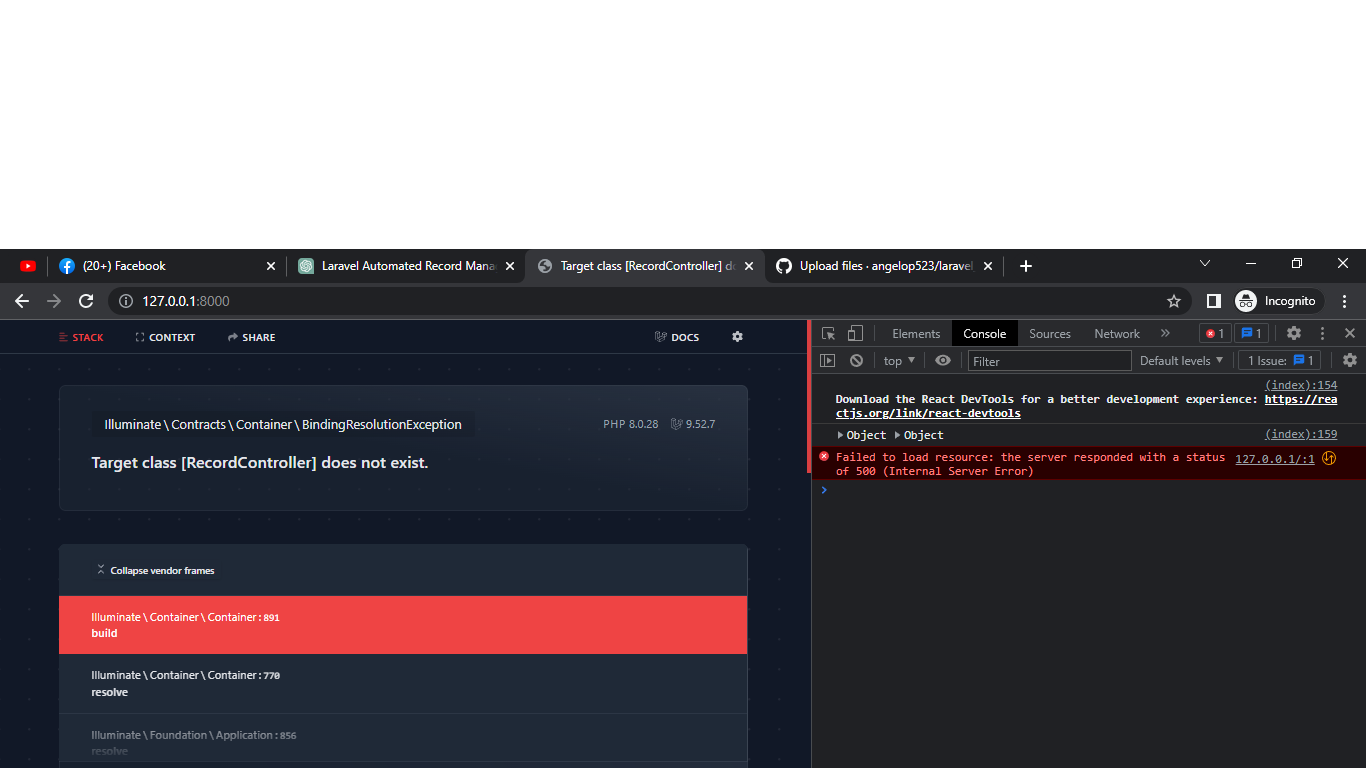 (20+) Facebook
Laravel Automated Record Mana
Target class [RecordController] do
Upload files · angelop523/laravel
127.0.0.1:8000
Incognito
STACK
CONTEXT
SHARE
DOCS
Elements
Console
Sources
Network
1
1
top
Filter
Default levels
1 Issue:
1
Illuminate\Contracts\Container\BindingResolutionException
PHP 8.0.28
9.52.7
Target class [RecordController] does not exist.
Collapse vendor frames
Illuminate\Container\Container:891
build
Illuminate\Container\Container:770
resolve
Illuminate\Foundation\Application:856
resolve
(index):154
Download the React DevTools for a better development experience: https://rea
ctjs.org/link/react-devtools
Object Object
(index):159
Failed to load resource: the server responded with a status
127.0.0.1/:1
of 500 (Internal Server Error)